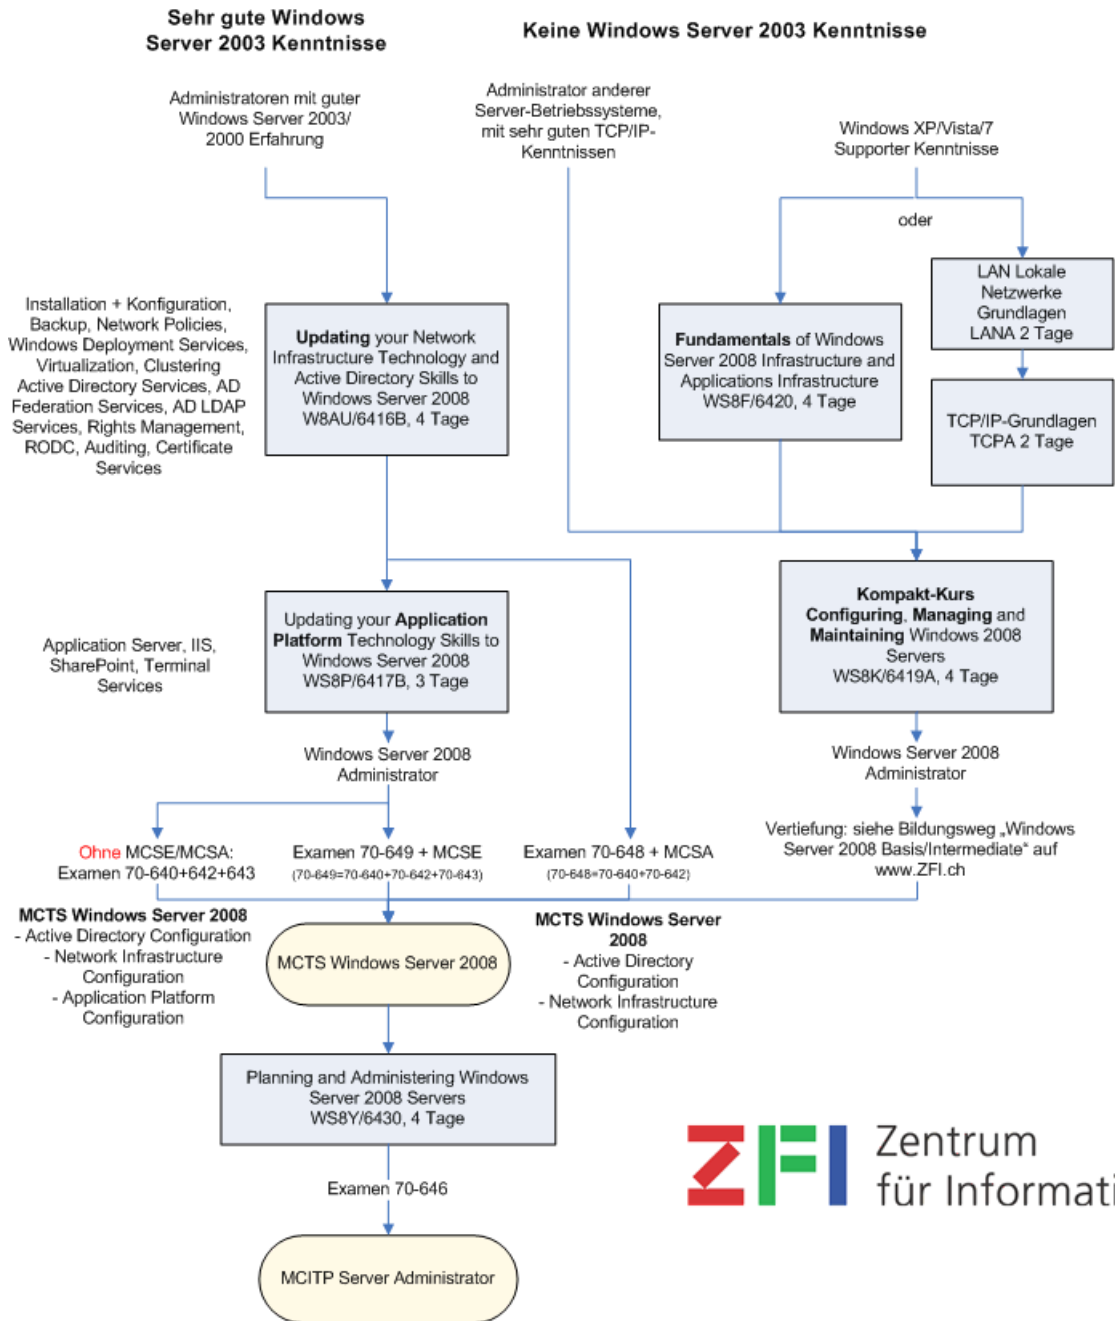 Sehr gute Windows
Server 2003 Kenntnisse
Keine Windows Server 2003 Kenntnisse
Administratoren mit guter
Windows Server 2003/
2000 Erfahrung
Administrator anderer
Server-Betriebssysteme,
mit sehr guten TCP/IP-
Kenntnissen
Windows XP/Vista/7
Supporter Kenntnisse
oder
Installation + Konfiguration,
Backup, Network Policies,
Windows Deployment Services,
Virtualization, Clustering
Active Directory Services, AD
Federation Services, AD LDAP
Services, Rights Management,
RODC, Auditing, Certificate
Services
Updating your Network
Infrastructure Technology and
Active Directory Skills to
Windows Server 2008
W8AU/6416B, 4 Tage
Fundamentals of Windows
Server 2008 Infrastructure and
Applications Infrastructure
WS8F/6420, 4 Tage
LAN Lokale
Netzwerke
Grundlagen
LANA 2 Tage
TCP/IP-Grundlagen
TCPA 2 Tage
Application Server, IIS,
SharePoint, Terminal
Services
Updating your Application
Platform Technology Skills to
Windows Server 2008
WS8P/6417B, 3 Tage
Kompakt-Kurs
Configuring, Managing and
Maintaining Windows 2008
Servers
WS8K/6419A, 4 Tage
Windows Server 2008
Administrator
Windows Server 2008
Administrator
Ohne MCSE/MCSA:
Examen 70-640+642+643
Examen 70-649 + MCSE
(70-649=70-640+70-642+70-643)
Examen 70-648 + MCSA
(70-648=70-640+70-642)
Vertiefung: siehe Bildungsweg „Windows
Server 2008 Basis/Intermediate“ auf
www.ZFI.ch
MCTS Windows Server 2008
- Active Directory Configuration
- Network Infrastructure
Configuration
- Application Platform
Configuration
MCTS Windows Server 2008
MCTS Windows Server
2008
- Active Directory
Configuration
- Network Infrastructure
Configuration
Planning and Administering Windows
Server 2008 Servers
WS8Y/6430, 4 Tage
Examen 70-646
MCITP Server Administrator
ZFI
Zentrum
für Informati